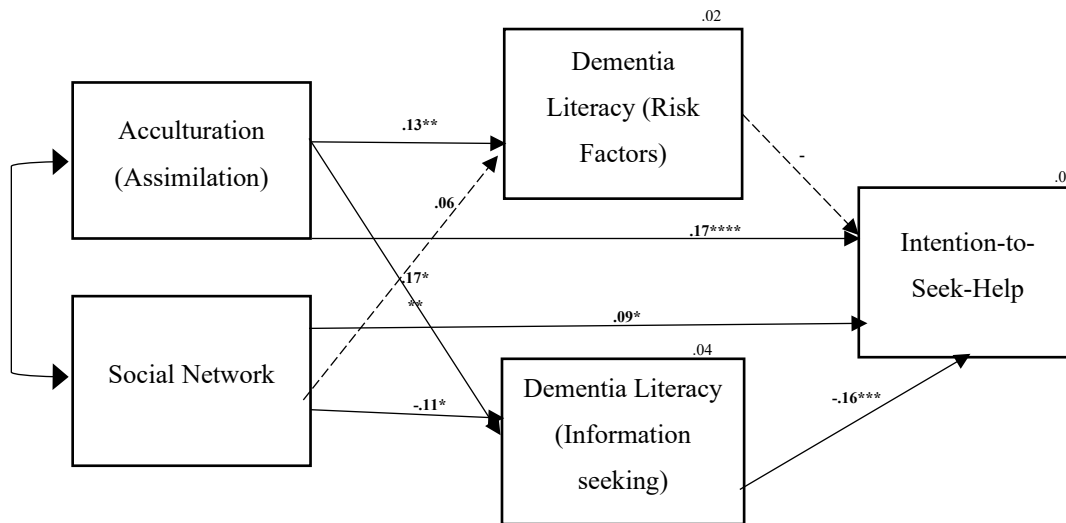 .02
Dementia
Literacy (Risk
Factors)
Acculturation
(Assimilation)
.13**
-
.0
.06
.17****
Intention-to-
Seek-Help
.17*
**
.09*
Social Network
.04
Dementia Literacy
(Information
seeking)
-.11*
-.16***